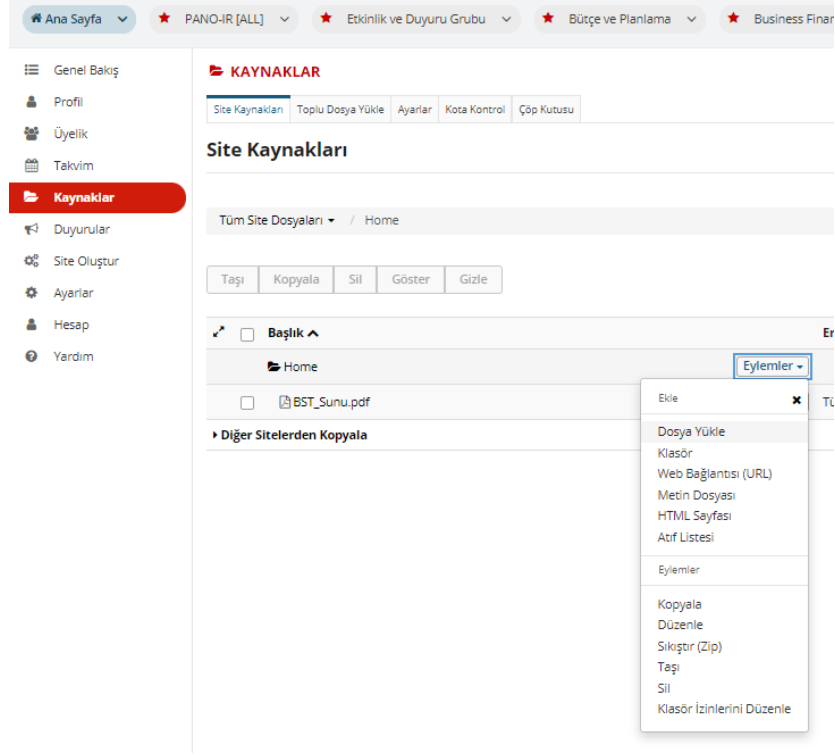 Ana Sayfa
PANO-IR [ALL]
Etkinlik ve Duyuru Grubu
Bütçe ve Planlama
Business Finan
Genel Bakış
Profil
Üyelik
Takvim
Kaynaklar
Duyurular
Site Oluştur
Ayarlar
Hesap
Yardım
KAYNAKLAR
Site Kaynakları Toplu Dosya Yükle Ayarlar Kota Kontrol Çöp Kutusu
Site Kaynakları
Tüm Site Dosyaları / Home
Taşı Kopyala Sil Göster Gizle
Başlık
Home
Eylemler
BST_Sunu.pdf
Diğer Sitelerden Kopyala
Ekle
Dosya Yükle
Klasör
Web Bağlantısı (URL)
Metin Dosyası
HTML Sayfası
Atıf Listesi
Eylemler
Kopyala
Düzenle
Sıkıştır (Zip)
Taşı
Sil
Klasör İzinlerini Düzenle